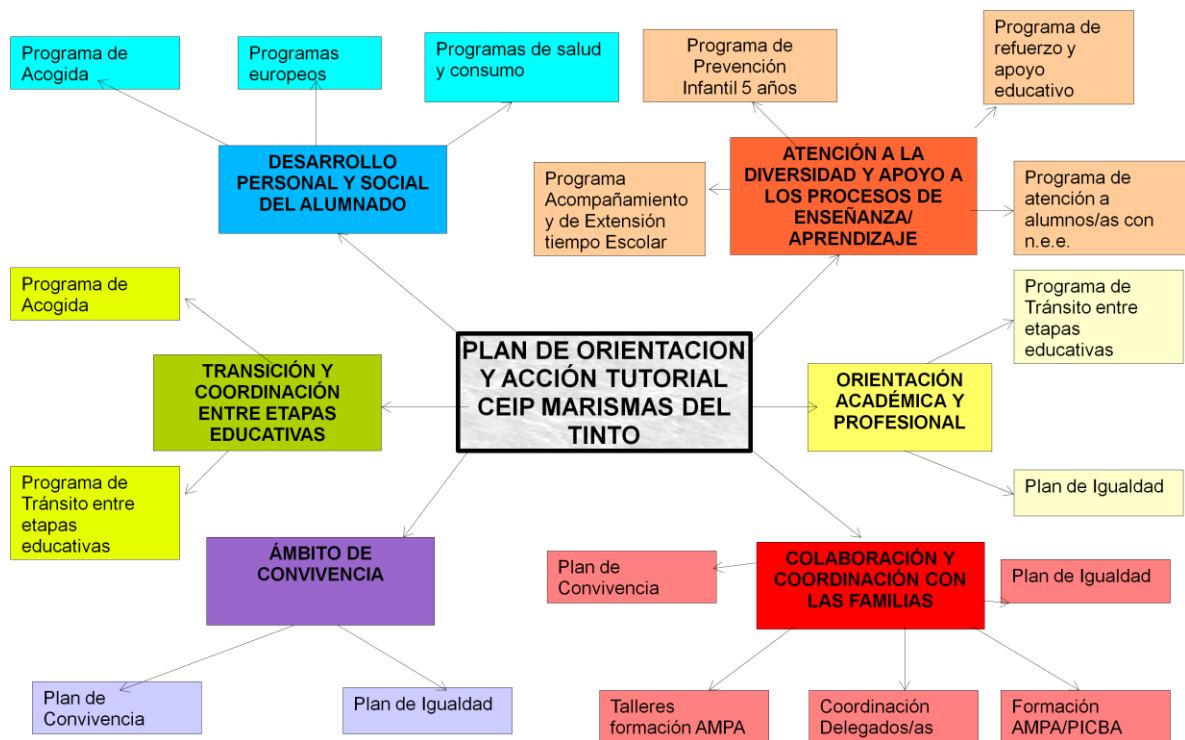 Programa de
Acogida
Programas
europeos
Programas de salud
y consumo
Programa de
Prevención
Infantil 5 años
Programa de
refuerzo y
apoyo
educativo
DESARROLLO
PERSONAL Y SOCIAL
DEL ALUMNADO
ATENCIÓN A LA
DIVERSIDAD Y APOYO A
LOS PROCESOS DE
ENSEÑANZA/
APRENDIZAJE
Programa
Acompañamiento
y de Extensión
tiempo Escolar
Programa de
atención a
alumnos/as con
n.e.e.
Programa de
Acogida
Programa de
Tránsito entre
etapas
educativas
TRANSICIÓN Y
COORDINACIÓN
ENTRE ETAPAS
EDUCATIVAS
PLAN DE ORIENTACION
Y ACCIÓN TUTORIAL
CEIP MARISMAS DEL
TINTO
ORIENTACIÓN
ACADÉMICA Y
PROFESIONAL
Programa de
Tránsito entre
etapas
educativas
Plan de Igualdad
ÁMBITO DE
CONVIVENCIA
Plan de
Convivencia
COLABORACIÓN Y
COORDINACIÓN CON
LAS FAMILIAS
Plan de Igualdad
Plan de
Convivencia
Plan de Igualdad
Talleres
formación AMPA
Coordinación
Delegados/as
Formación
AMPA/PICBA